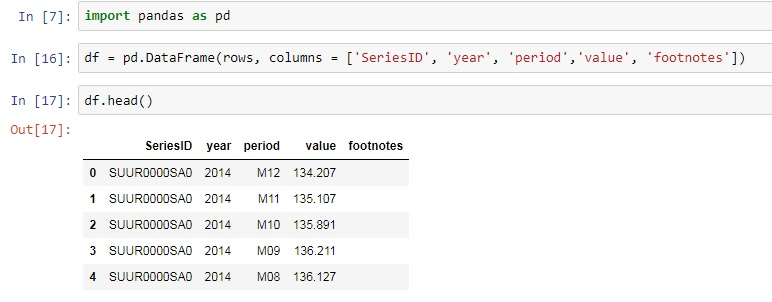 In [7]: import pandas as pd
In [16]: df = pd.DataFrame(rows, columns = ['SeriesID', 'year', 'period','value', 'footnotes'])
In [17]: df.head()
Out[17]:
SeriesID year period value footnotes
0 SUUR0000SA0 2014 M12 134.207
1 SUUR0000SA0 2014 M11 135.107
2 SUUR0000SA0 2014 M10 135.891
3 SUUR0000SA0 2014 M09 136.211
4 SUUR0000SA0 2014 M08 136.127